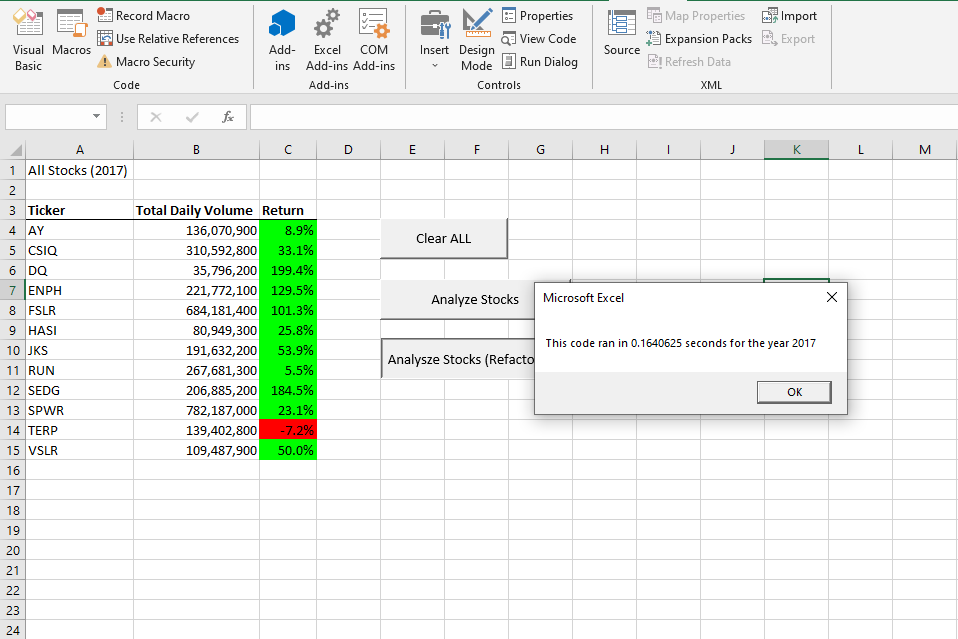 Visual Basic
Macros
Record Macro
Use Relative References
Macro Security
Code
Add-ins
Excel Add-ins
COM Add-ins
Add-ins
Insert
Design Mode
Properties
View Code
Run Dialog
Controls
Source
Map Properties
Expansion Packs
Refresh Data
Import
Export
XML
fx
A B C D E F G H I J K L M
1 All Stocks (2017)
2
3 Ticker Total Daily Volume Return
4 AY 136,070,900 8.9%
5 CSIQ 310,592,800 33.1%
6 DQ 35,796,200 199.4%
7 ENPH 221,772,100 129.5%
8 FSLR 684,181,400 101.3%
9 HASI 80,949,300 25.8%
10 JKS 191,632,200 53.9%
11 RUN 267,681,300 5.5%
12 SEDG 206,885,200 184.5%
13 SPWR 782,187,000 23.1%
14 TERP 139,402,800 -7.2%
15 VSLR 109,487,900 50.0%
16
17
18
19
20
21
22
23
24
Clear ALL
Analyze Stocks
Analysze Stocks (Refacto
Microsoft Excel
This code ran in 0.1640625 seconds for the year 2017
OK